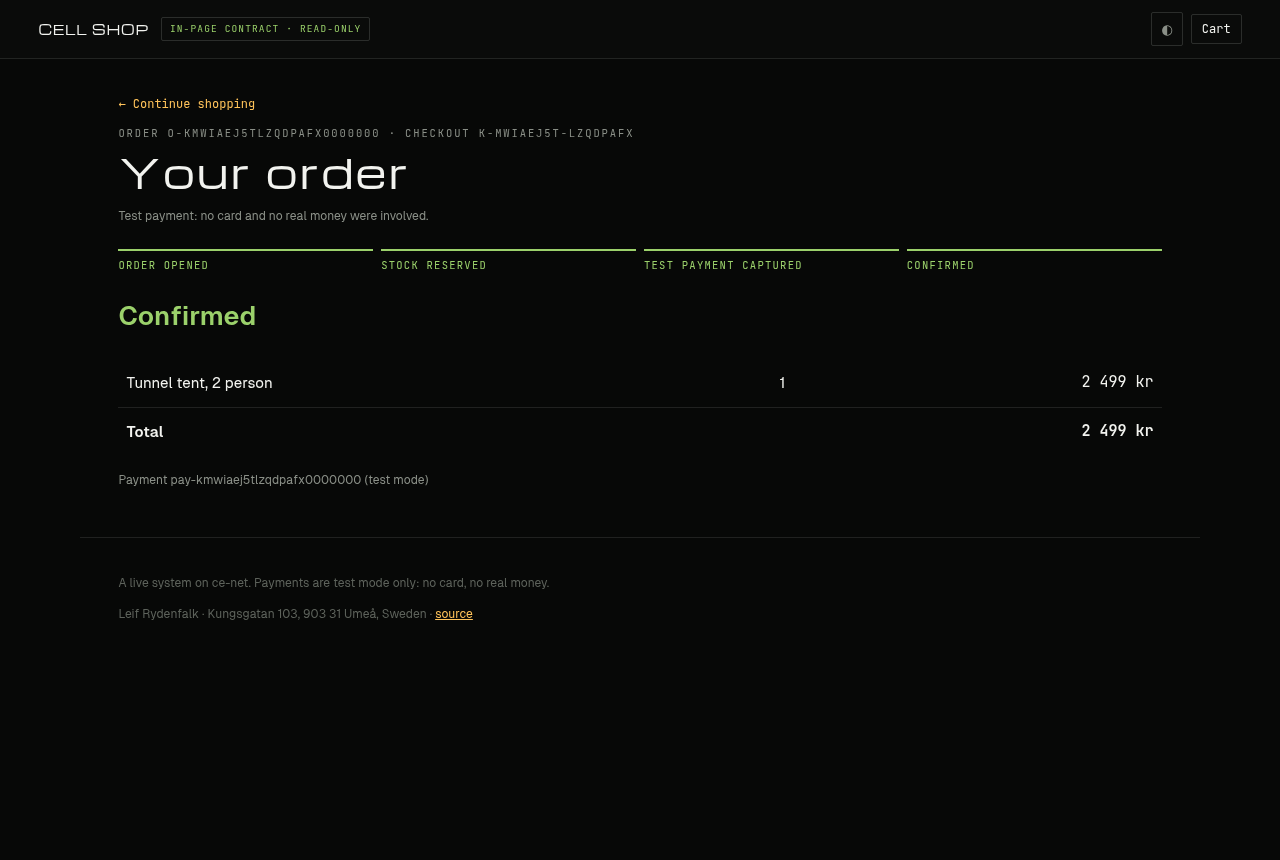 CELL SHOP
IN-PAGE CONTRACT · READ-ONLY
Cart
← Continue shopping
ORDER O-KMWIAEJ5TLZQDPAFX0000000 · CHECKOUT K-MWIAEJ5T-LZQDPAFX
Your order
Test payment: no card and no real money were involved.
ORDER OPENED
STOCK RESERVED
TEST PAYMENT CAPTURED
CONFIRMED
Confirmed
Tunnel tent, 2 person 1 2 499 kr
Total 2 499 kr
Payment pay-kmwiaej5tlzqdpafx0000000 (test mode)
A live system on ce-net. Payments are test mode only: no card, no real money.
Leif Rydenfalk · Kungsgatan 103, 903 31 Umeå, Sweden · source